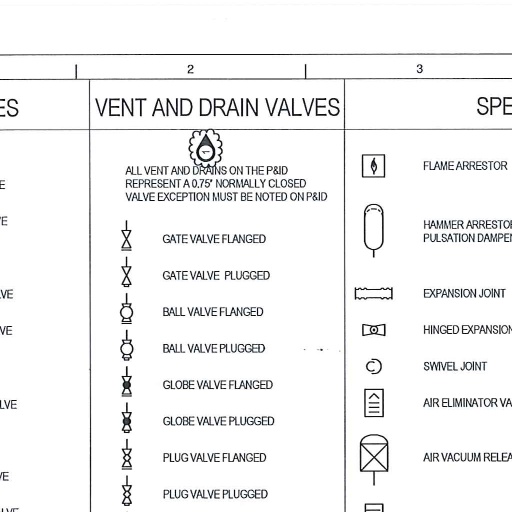 2
3
ES
VENT AND DRAIN VALVES
SPE
1
ALL VENT AND DRAINS ON THE P&ID
REPRESENT A 0.75" NORMALLY CLOSED
VALVE EXCEPTION MUST BE NOTED ON P&ID
GATE VALVE FLANGED
GATE VALVE PLUGGED
BALL VALVE FLANGED
BALL VALVE PLUGGED
GLOBE VALVE FLANGED
GLOBE VALVE PLUGGED
PLUG VALVE FLANGED
PLUG VALVE PLUGGED
FLAME ARRESTOR
HAMMER ARRESTOR
PULSATION DAMPEN
EXPANSION JOINT
HINGED EXPANSION
SWIVEL JOINT
AIR ELIMINATOR VA
AIR VACUUM RELEA
E
VE
VE
VE
LVE
VE